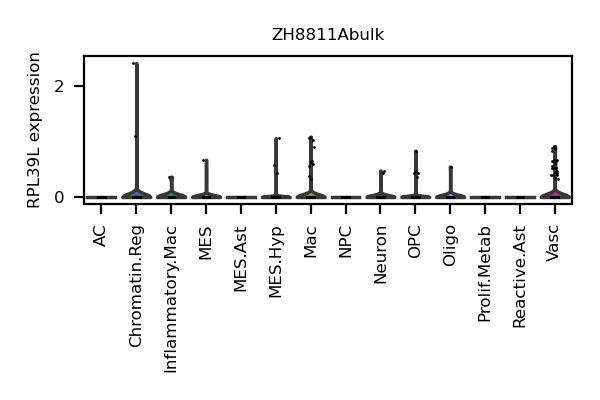 ZH8811Abulk
RPL39L expression
2
0
AC
Chromatin.Reg
Inflammatory.Mac
MES
MES.Ast
MES.Hyp
Mac
NPC
Neuron
OPC
Oligo
Prolif.Metab
Reactive.Ast
Vasc